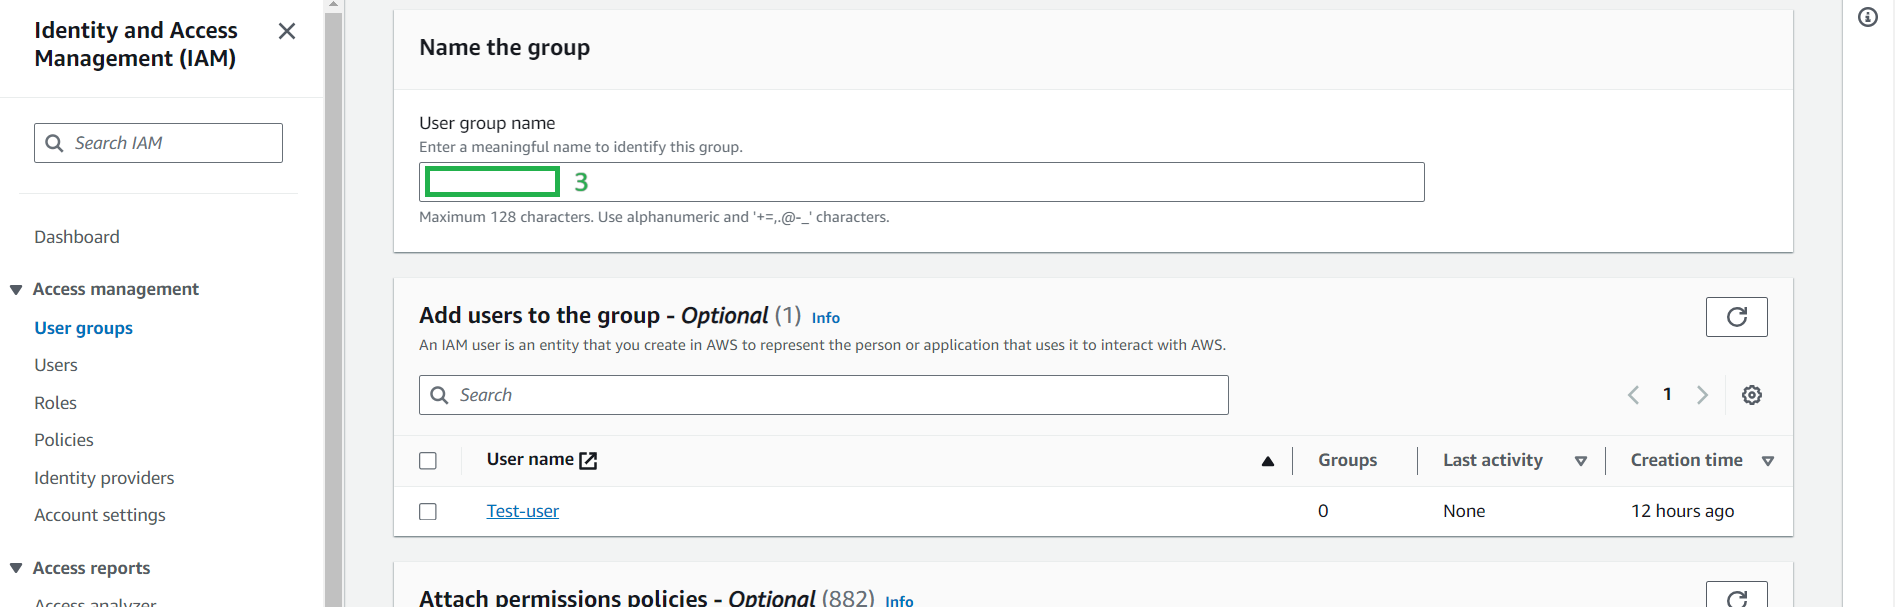 Identity and Access
Management (IAM)
Search IAM
Dashboard
Access management
User groups
Users
Roles
Policies
Identity providers
Account settings
Access reports
Access analyzer
Name the group
User group name
Enter a meaningful name to identify this group.
3
Maximum 128 characters. Use alphanumeric and '+=,.@-_' characters.
Add users to the group - Optional (1) Info
An IAM user is an entity that you create in AWS to represent the person or application that uses it to interact with AWS.
Search
1
User name Groups Last activity Creation time
Test-user 0 None 12 hours ago
Attach permissions policies - Optional (882) Info